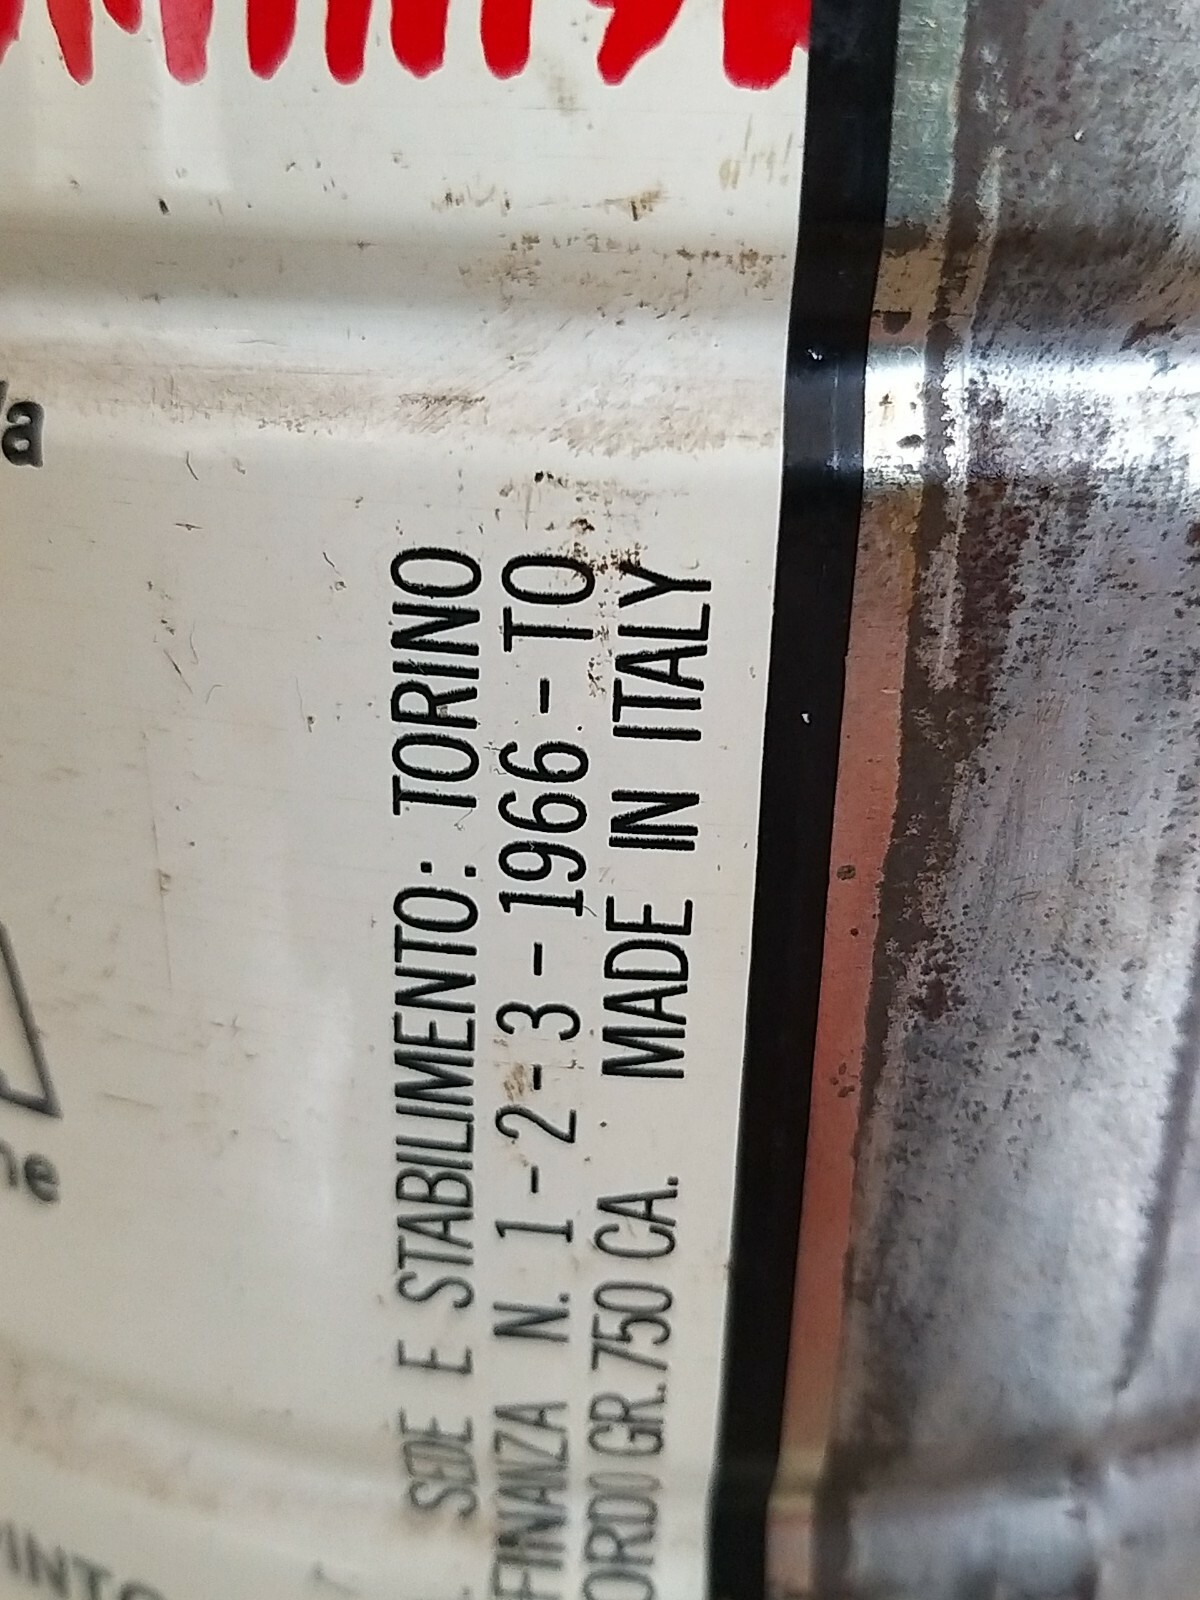 SEDE E STABILIMENTO: TORINO
FINANZA N. 1 - 2 - 3 - 1966 - TO
ORDO GR. 750 CA. MADE IN ITALY